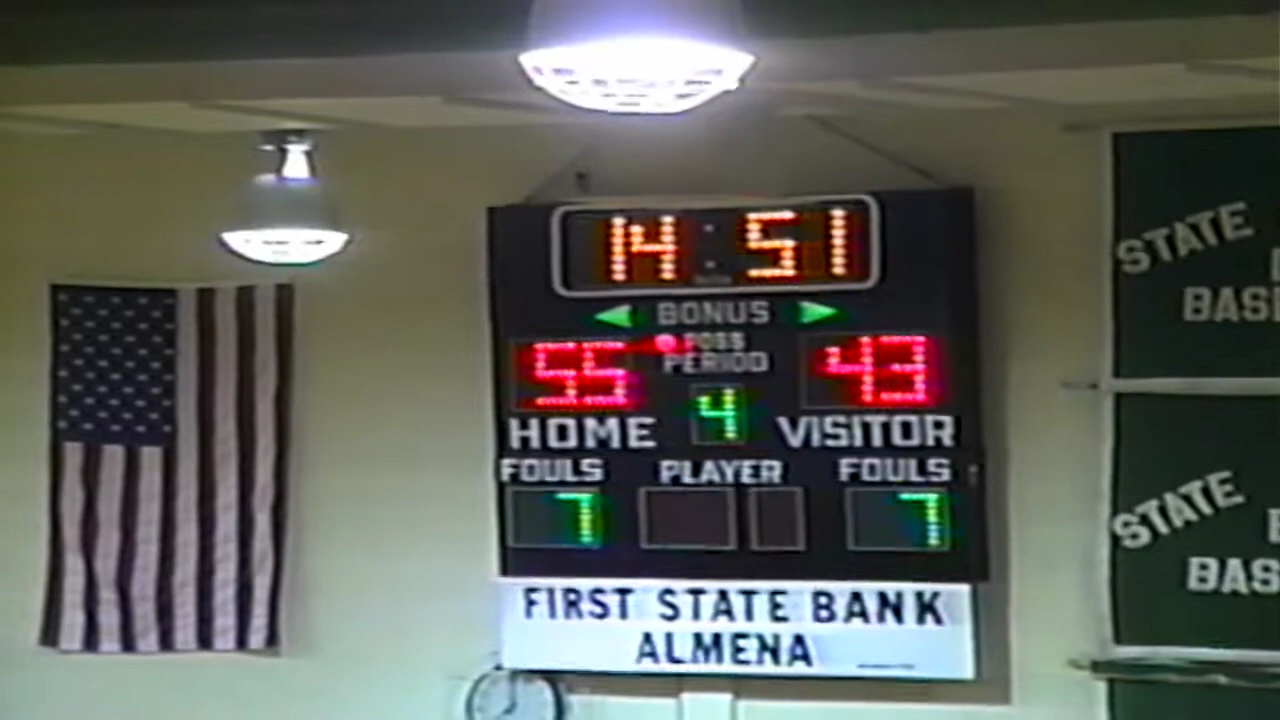 14:51
BONUS
55 POSS 43
PERIOD
4
HOME VISITOR
FOULS PLAYER FOULS
7 7
FIRST STATE BANK
ALMENA
STATE
BAS
STATE
BAS